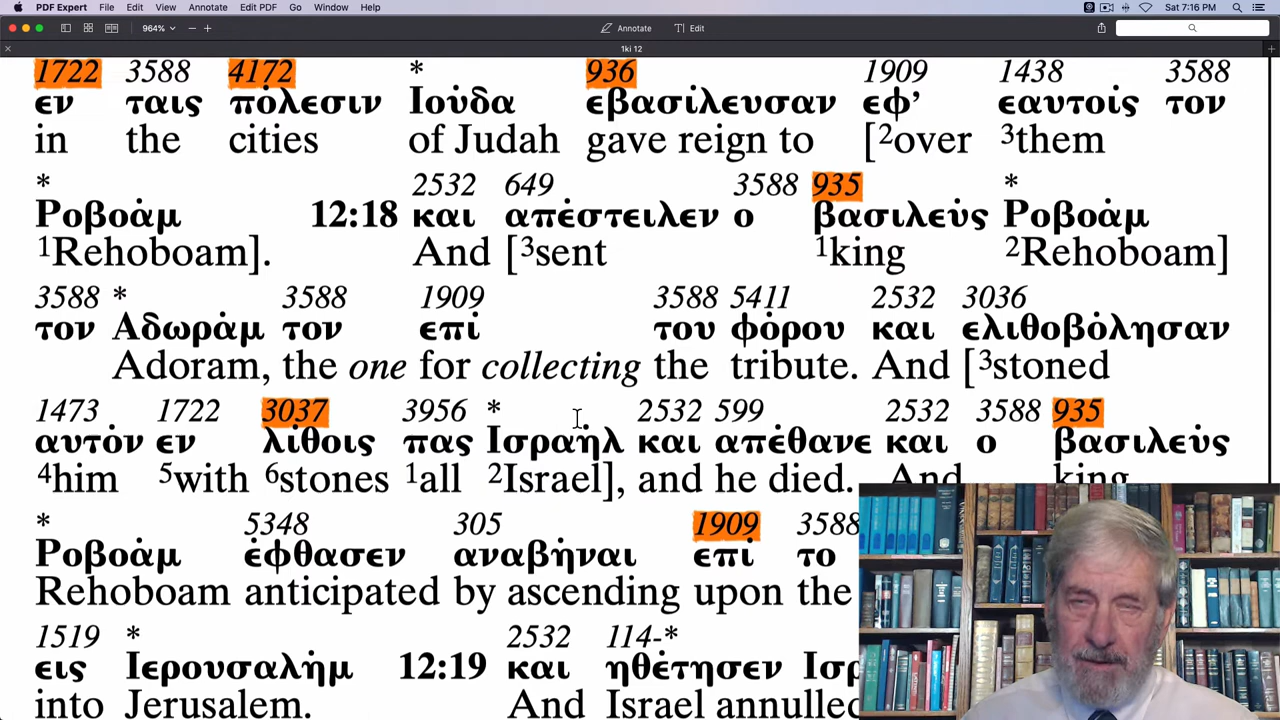 PDF Expert File Edit View Annotate Edit PDF Go Window Help Sat 7:16 PM
964% Annotate Edit
1ki 12
1722 3588 4172 * 936 1909 1438 3588
εν ταις πόλεσιν Ιούδα εβασίλευσαν εφ’ εαυτοίς τον
in the cities of Judah gave reign to [2over 3them
* 2532 649 3588 935 *
Ροβοάμ 12:18 και απέστειλεν ο βασιλεύς Ροβοάμ
1Rehoboam]. And [3sent 1king 2Rehoboam]
3588 * 3588 1909 3588 5411 2532 3036
τον Αδωράμ τον επί του φόρου και ελιθοβόλησαν
Adoram, the one for collecting the tribute. And [3stoned
1473 1722 3037 3956 * 2532 599 2532 3588 935
αυτόν εν λίθοις πας Ισραήλ και απέθανε και ο βασιλεύς
4him 5with 6stones 1all 2Israel], and he died. And king
* 5348 305 1909 3588
Ροβοάμ έφθασεν αναβήναι επί το
Rehoboam anticipated by ascending upon the
1519 * 2532 114-*
εις Ιερουσαλήμ 12:19 και ηθέτησεν Ισρ
into Jerusalem. And Israel annulled